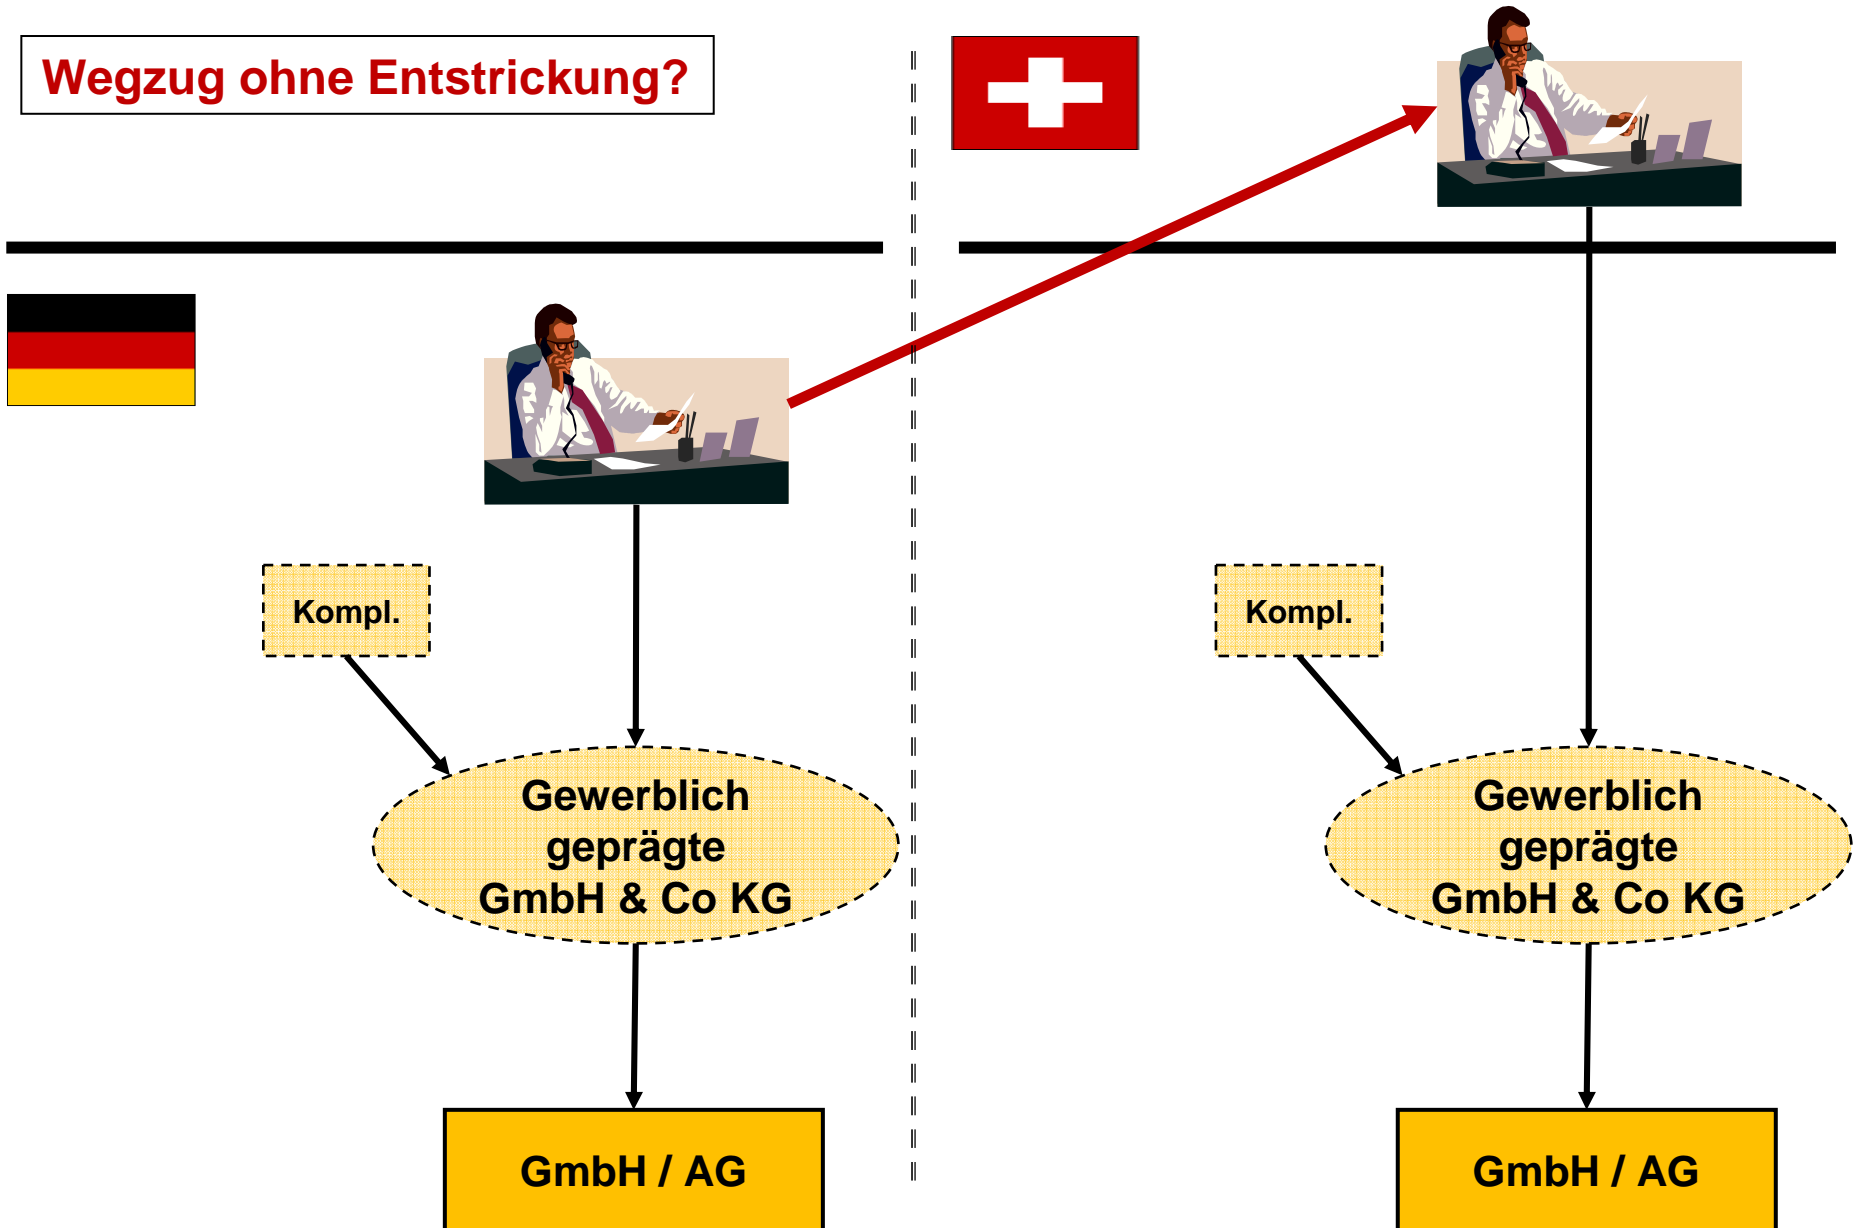 Wegzug ohne Entstrickung?
Kompl.
Gewerblich
geprägte
GmbH & Co KG
GmbH / AG
Kompl.
Gewerblich
geprägte
GmbH & Co KG
GmbH / AG